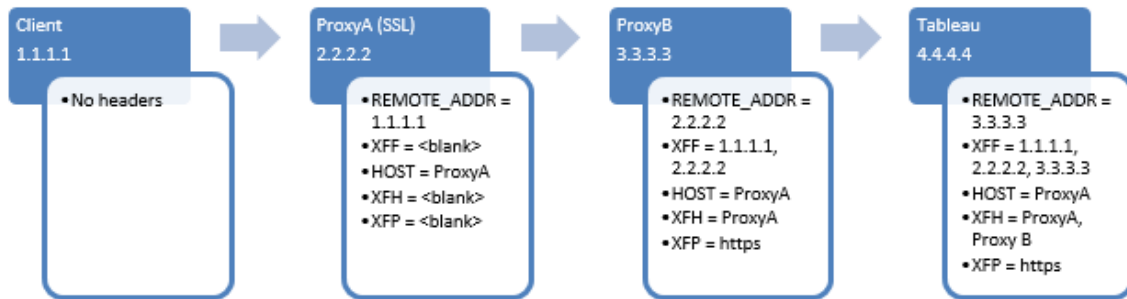 Client
1.1.1.1
•No headers
ProxyA (SSL)
2.2.2.2
•REMOTE_ADDR =
1.1.1.1
•XFF = <blank>
•HOST = ProxyA
•XFH = <blank>
•XFP = <blank>
ProxyB
3.3.3.3
•REMOTE_ADDR =
2.2.2.2
•XFF = 1.1.1.1,
2.2.2.2
•HOST = ProxyA
•XFH = ProxyA
•XFP = https
Tableau
4.4.4.4
•REMOTE_ADDR =
3.3.3.3
•XFF = 1.1.1.1,
2.2.2.2, 3.3.3.3
•HOST = ProxyA
•XFH = ProxyA,
Proxy B
•XFP = https